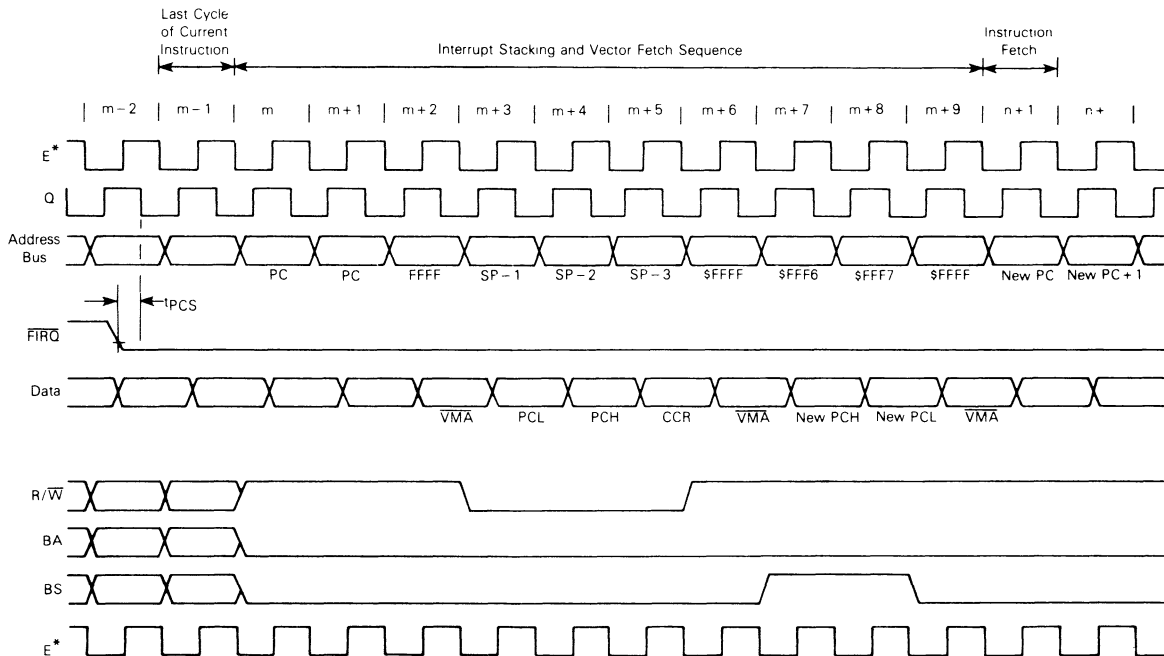 Last Cycle
of Current
Instruction
Interrupt Stacking and Vector Fetch Sequence
Instruction
Fetch
m-2 m-1 m m+1 m+2 m+3 m+4 m+5 m+6 m+7 m+8 m+9 n+1 n+
E*
Q
Address
Bus
PC PC FFFF SP-1 SP-2 SP-3 $FFFF $FFF6 $FFF7 $FFFF New PC New PC+1
tPCS
FIRQ
Data
VMA PCL PCH CCR VMA New PCH New PCL VMA
R/W
BA
BS
E*